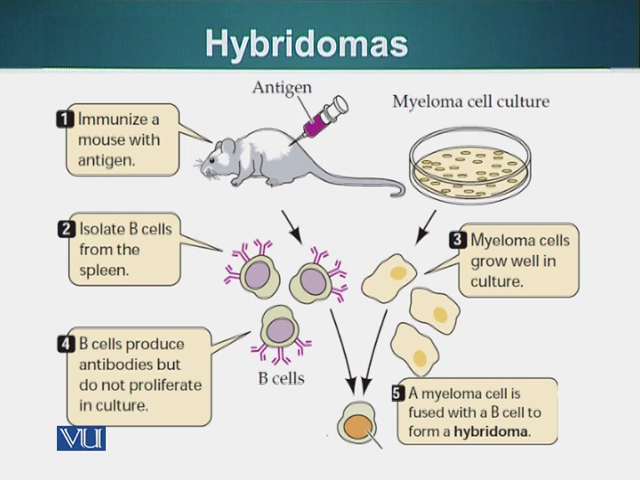 Hybridomas
Antigen
Myeloma cell culture
1 Immunize a
mouse with
antigen.
2 Isolate B cells
from the
spleen.
3 Myeloma cells
grow well in
culture.
4 B cells produce
antibodies but
do not proliferate
in culture.
B cells
5 A myeloma cell is
fused with a B cell to
form a hybridoma.
VU